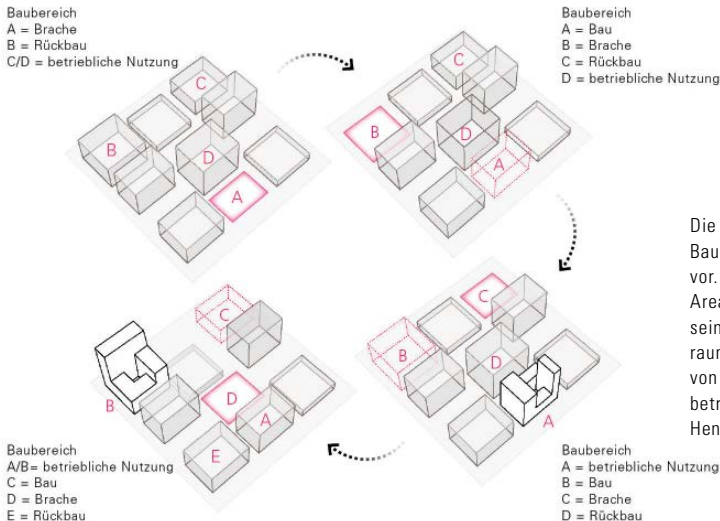 Baubereich
A = Brache
B = Rückbau
C/D = betriebliche Nutzung
C
B
D
A
Baubereich
A = Bau
B = Brache
C = Rückbau
D = betriebliche Nutzung
C
B
D
A
Die
Bau
vor.
Area
sein
raum
von
betr
Hen
C
B
D
A
E
Baubereich
A/B= betriebliche Nutzung
C = Bau
D = Brache
E = Rückbau
C
B
D
A
Baubereich
A = betriebliche Nutzung
B = Bau
C = Brache
D = Rückbau